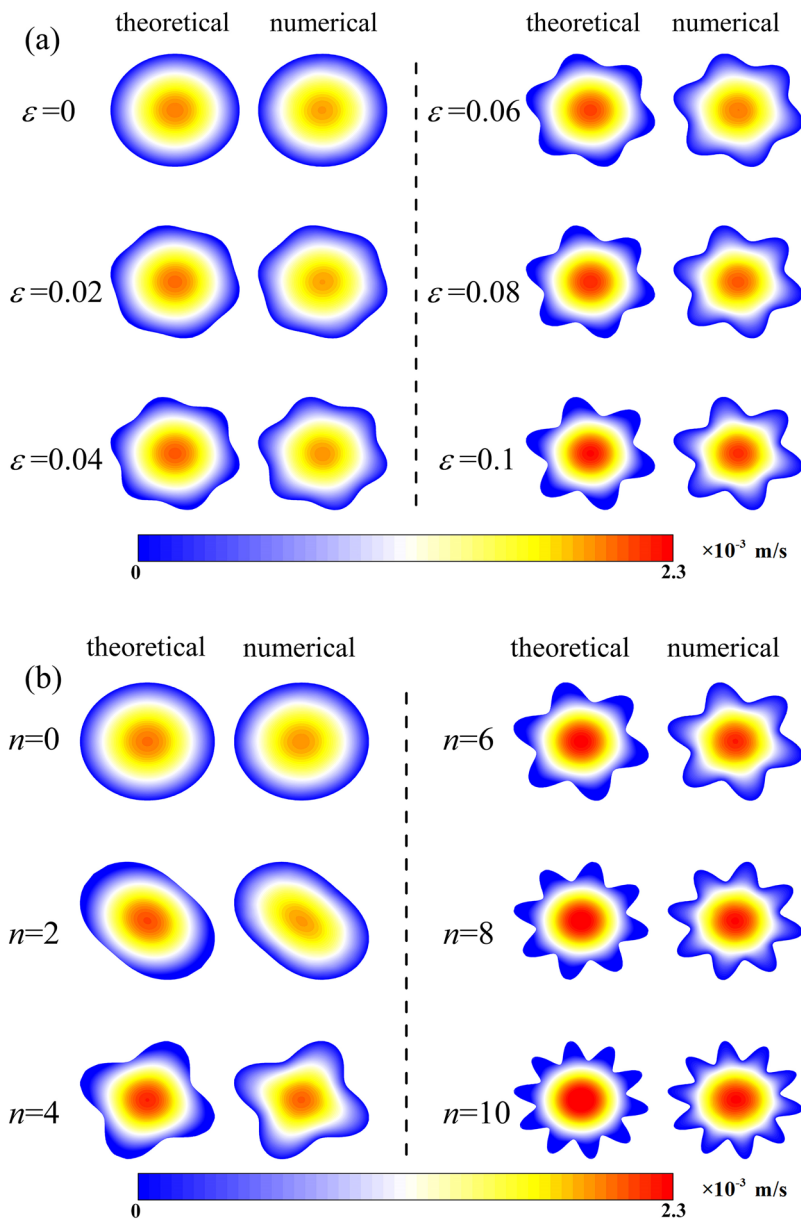 (a)
theoretical numerical theoretical numerical
ε=0 ε=0.06
ε=0.02 ε=0.08
ε=0.04 ε=0.1
0 2.3 ×10⁻³ m/s
(b)
theoretical numerical theoretical numerical
n=0 n=6
n=2 n=8
n=4 n=10
0 2.3 ×10⁻³ m/s